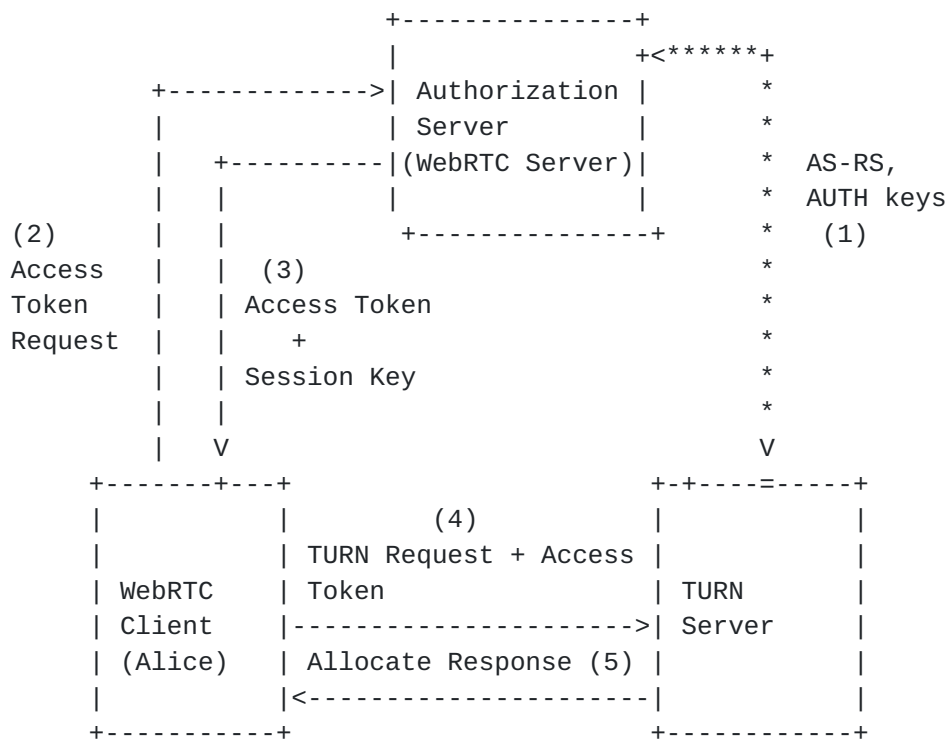 Authorization
Server
(WebRTC Server)
AS-RS,
AUTH keys
(1)
(2)
Access
Token
Request
(3)
Access Token
+
Session Key
(4)
TURN Request + Access
Token
Allocate Response (5)
WebRTC
Client
(Alice)
TURN
Server